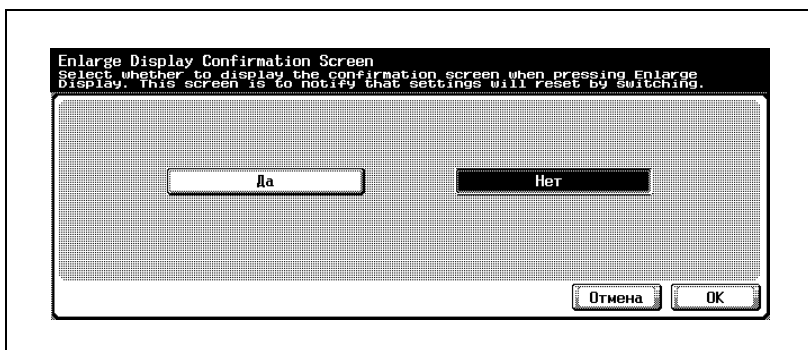 Enlarge Display Confirmation Screen
Select whether to display the confirmation screen when pressing Enlarge
Display. This screen is to notify that settings will reset by switching.
Да
Нет
Отмена
OK